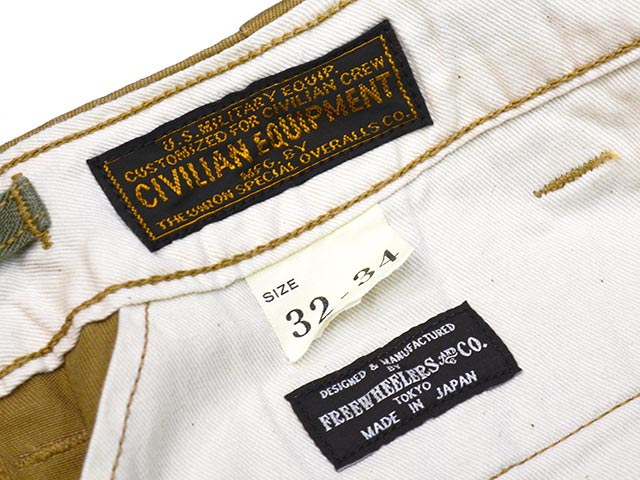 U.S. MILITARY EQUIP.
CUSTOMIZED FOR CIVILIAN CREW
CIVILIAN EQUIPMENT
MFG. BY
THE UNION SPECIAL OVERALLS CO.
SIZE
32-34
DESIGNED & MANUFACTURED
BY
FREEWHEELERS AND CO.
TOKYO
MADE IN JAPAN